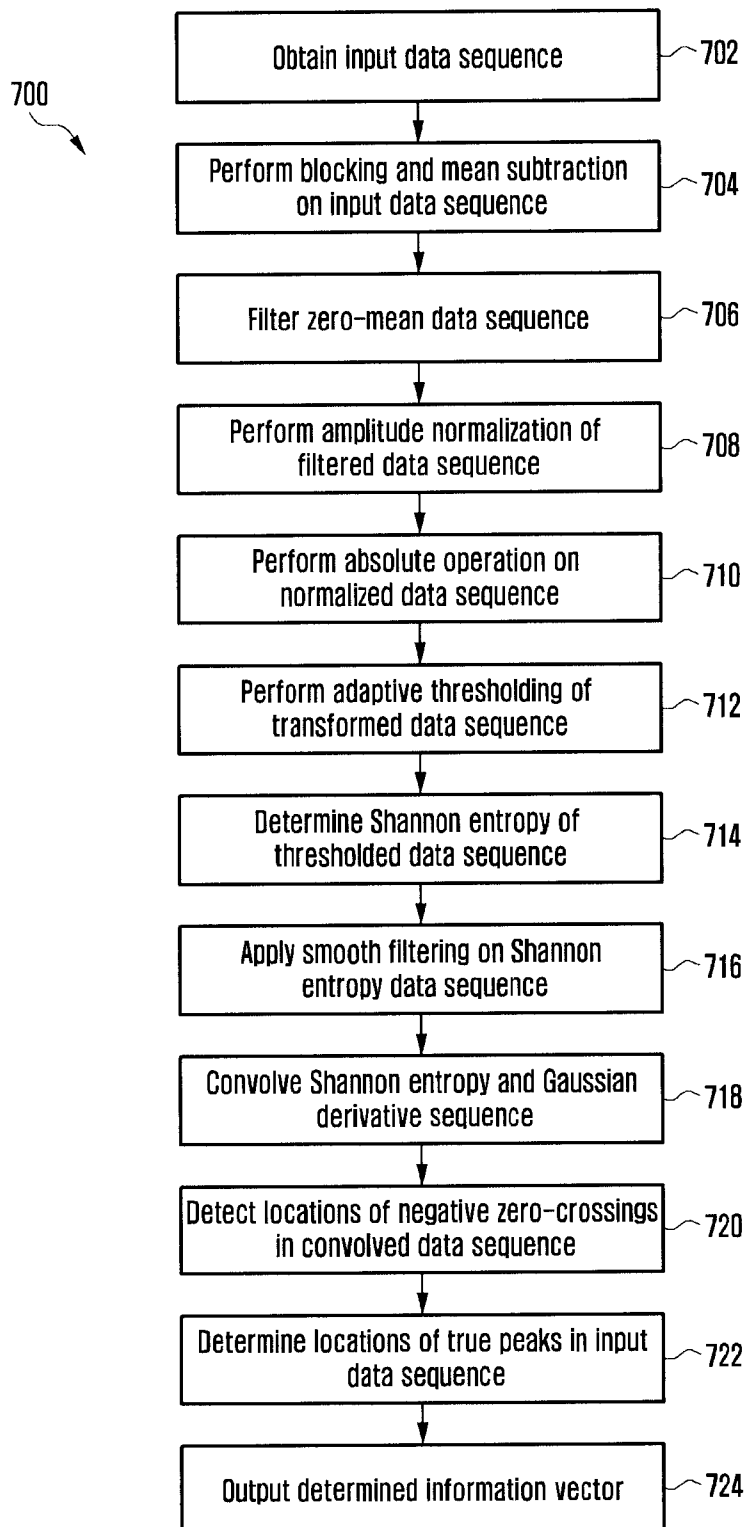 700
Obtain input data sequence
702
Perform blocking and mean subtraction
on input data sequence
704
Filter zero-mean data sequence
706
Perform amplitude normalization of
filtered data sequence
708
Perform absolute operation on
normalized data sequence
710
Perform adaptive thresholding of
transformed data sequence
712
Determine Shannon entropy of
thresholded data sequence
714
Apply smooth filtering on Shannon
entropy data sequence
716
Convolve Shannon entropy and Gaussian
derivative sequence
718
Detect locations of negative zero-crossings
in convolved data sequence
720
Determine locations of true peaks in input
data sequence
722
Output determined information vector
724